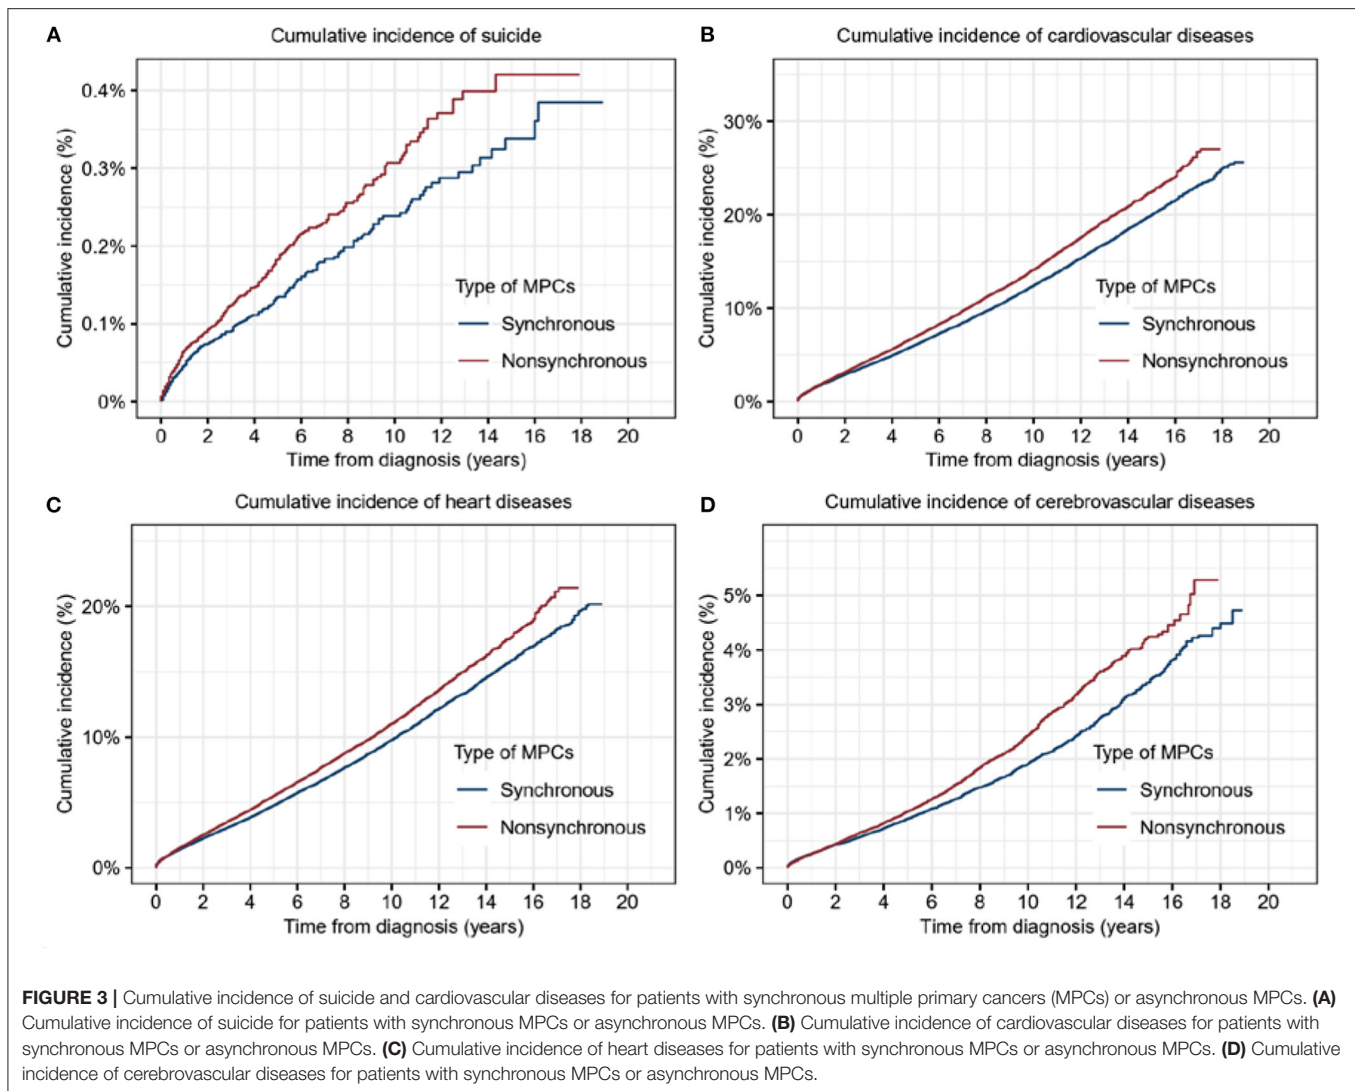 A
Cumulative incidence of suicide
Cumulative incidence (%)
0.4%
0.3%
0.2%
0.1%
0%
Type of MPCs
Synchronous
Nonsynchronous
0 2 4 6 8 10 12 14 16 18 20
Time from diagnosis (years)
B
Cumulative incidence of cardiovascular diseases
Cumulative incidence (%)
30%
20%
10%
0%
Type of MPCs
Synchronous
Nonsynchronous
0 2 4 6 8 10 12 14 16 18 20
Time from diagnosis (years)
C
Cumulative incidence of heart diseases
Cumulative incidence (%)
20%
10%
0%
Type of MPCs
Synchronous
Nonsynchronous
0 2 4 6 8 10 12 14 16 18 20
Time from diagnosis (years)
D
Cumulative incidence of cerebrovascular diseases
Cumulative incidence (%)
5%
4%
3%
2%
1%
0%
Type of MPCs
Synchronous
Nonsynchronous
0 2 4 6 8 10 12 14 16 18 20
Time from diagnosis (years)
FIGURE 3 | Cumulative incidence of suicide and cardiovascular diseases for patients with synchronous multiple primary cancers (MPCs) or asynchronous MPCs. (A)
Cumulative incidence of suicide for patients with synchronous MPCs or asynchronous MPCs. (B) Cumulative incidence of cardiovascular diseases for patients with
synchronous MPCs or asynchronous MPCs. (C) Cumulative incidence of heart diseases for patients with synchronous MPCs or asynchronous MPCs. (D) Cumulative
incidence of cerebrovascular diseases for patients with synchronous MPCs or asynchronous MPCs.